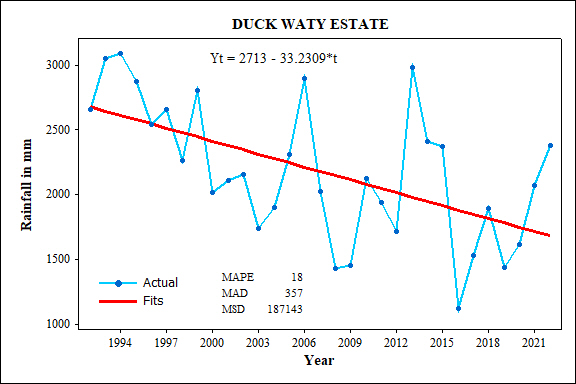 DUCK WATY ESTATE
Yt = 2713 - 33.2309*t
3000
2500
2000
1500
1000
Rainfall in mm
Actual
Fits
MAPE 18
MAD 357
MSD 187143
1994 1997 2000 2003 2006 2009 2012 2015 2018 2021
Year